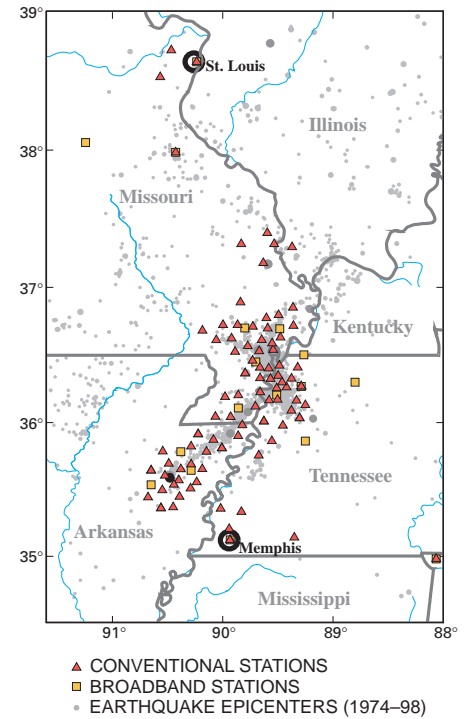 39°
St. Louis
Illinois
38°
Missouri
37°
Kentucky
36°
Tennessee
Arkansas
Memphis
35°
Mississippi
91° 90° 89° 88°
CONVENTIONAL STATIONS
BROADBAND STATIONS
EARTHQUAKE EPICENTERS (1974–98)